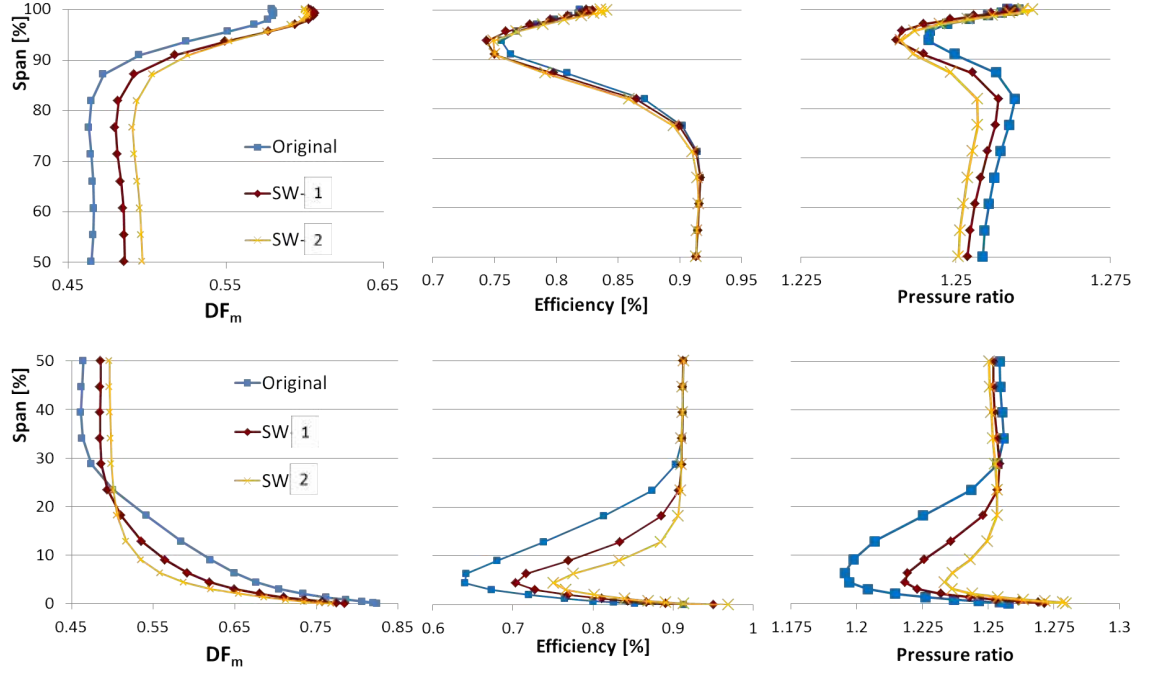 Span [%]
100
90
80
70
60
50
Original
SW- 1
SW- 2
0.45 0.55 0.65
DFm
0.7 0.75 0.8 0.85 0.9 0.95
Efficiency [%]
1.225 1.25 1.275
Pressure ratio
Span [%]
50
40
30
20
10
0
Original
SW- 1
SW 2
0.45 0.55 0.65 0.75 0.85
DFm
0.6 0.7 0.8 0.9 1
Efficiency [%]
1.175 1.2 1.225 1.25 1.275 1.3
Pressure ratio